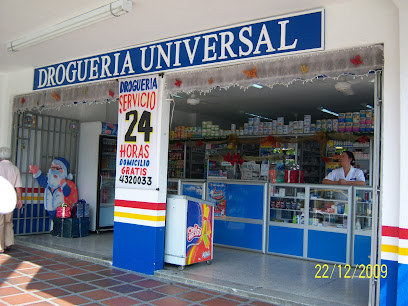 DROGUERIA UNIVERSAL
DROGUERIA
SERVICIO
24
HORAS
DOMICILIO
GRATIS
4320033
22/12/2009